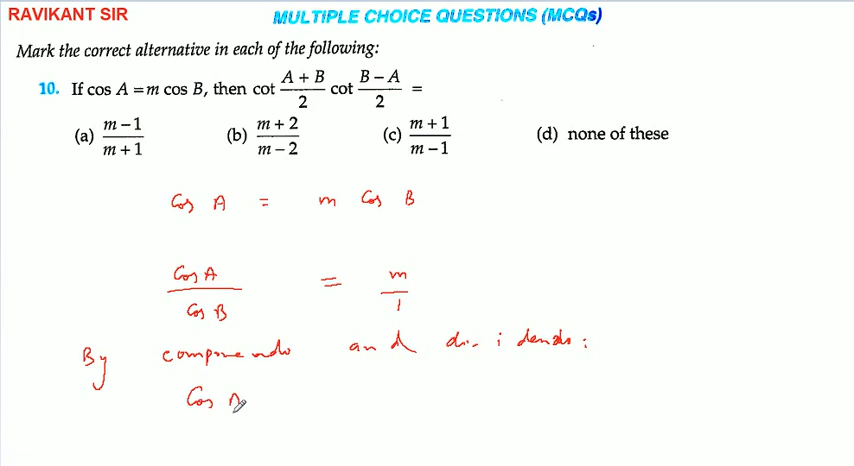 RAVIKANT SIR MULTIPLE CHOICE QUESTIONS (MCQs)
Mark the correct alternative in each of the following:
10. If cos A = m cos B, then cot (A + B)/2 cot (B – A)/2 =
(a) (m – 1)/(m + 1) (b) (m + 2)/(m – 2) (c) (m + 1)/(m – 1) (d) none of these
Cos A = m Cos B
Cos A / Cos B = m / 1
By componendo and dividendo :
Cos A